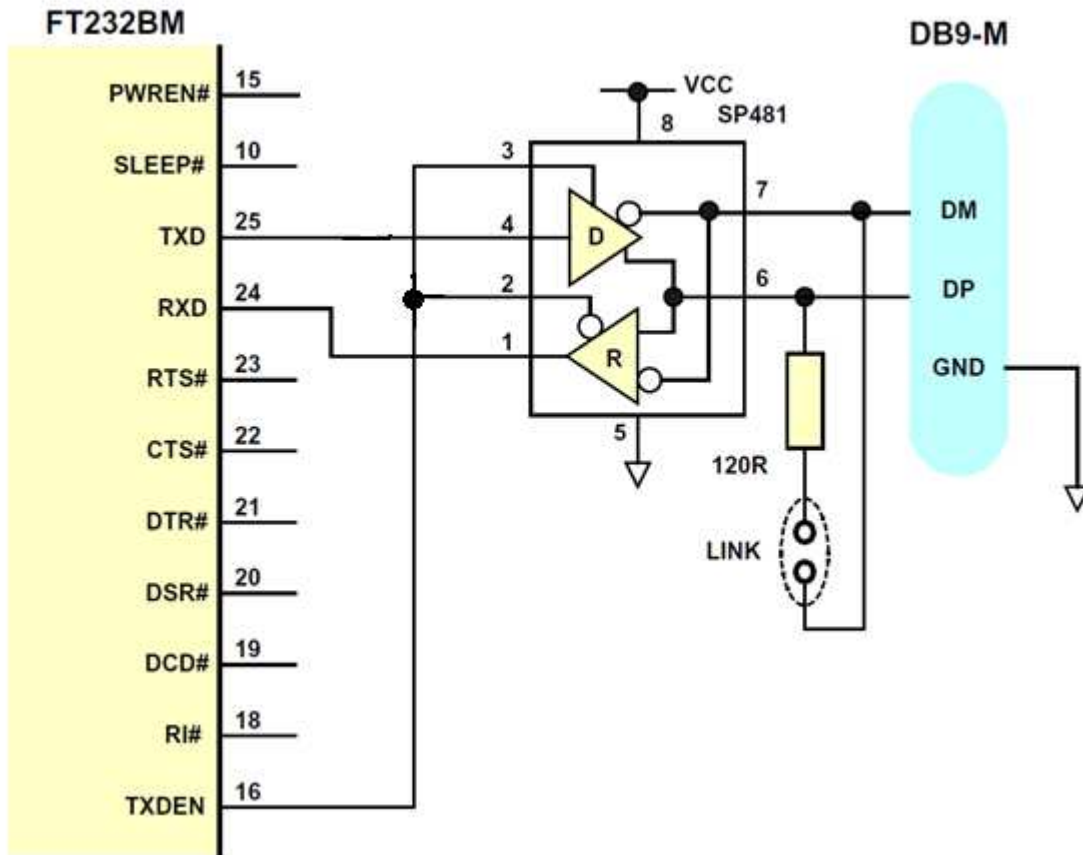 FT232BM
DB9-M
PWREN# 15
SLEEP# 10
TXD 25
RXD 24
RTS# 23
CTS# 22
DTR# 21
DSR# 20
DCD# 19
RI# 18
TXDEN 16
VCC
SP481
8
3
4
2
1
5
7
6
D
R
120R
LINK
DM
DP
GND